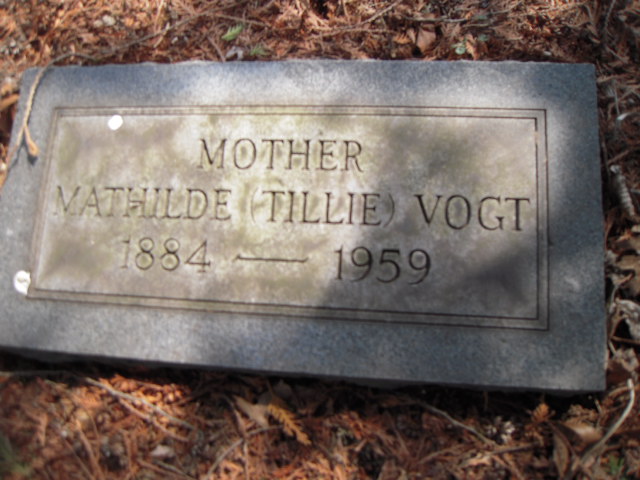 MOTHER
MATHILDE (TILLIE) VOGT
1884 — 1959